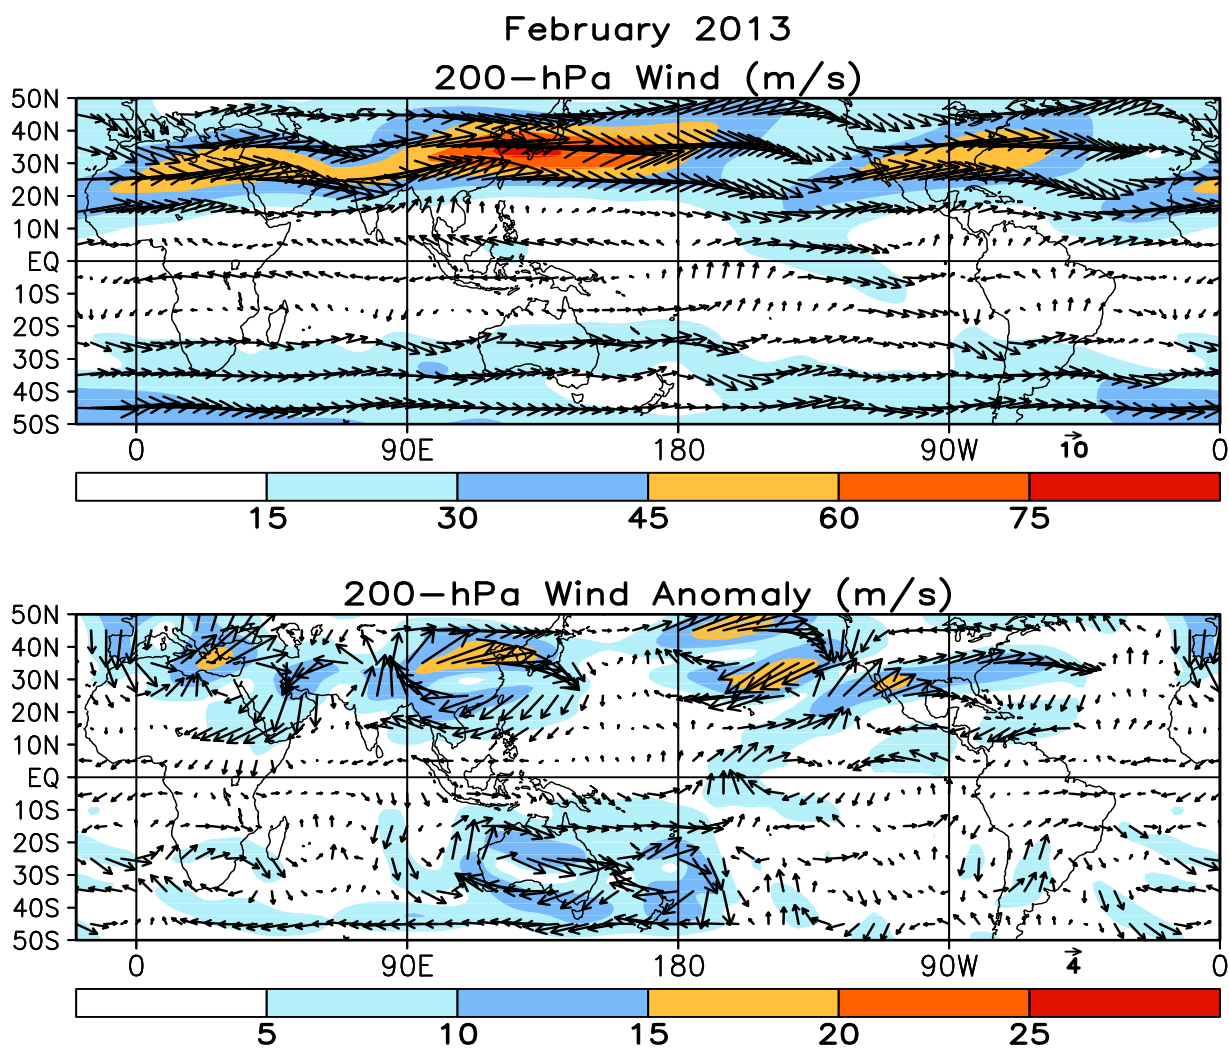 February 2013
200-hPa Wind (m/s)
50N
40N
30N
20N
10N
EQ
10S
20S
30S
40S
50S
0 90E 180 90W 10 0
15 30 45 60 75
200-hPa Wind Anomaly (m/s)
50N
40N
30N
20N
10N
EQ
10S
20S
30S
40S
50S
0 90E 180 90W 4 0
5 10 15 20 25